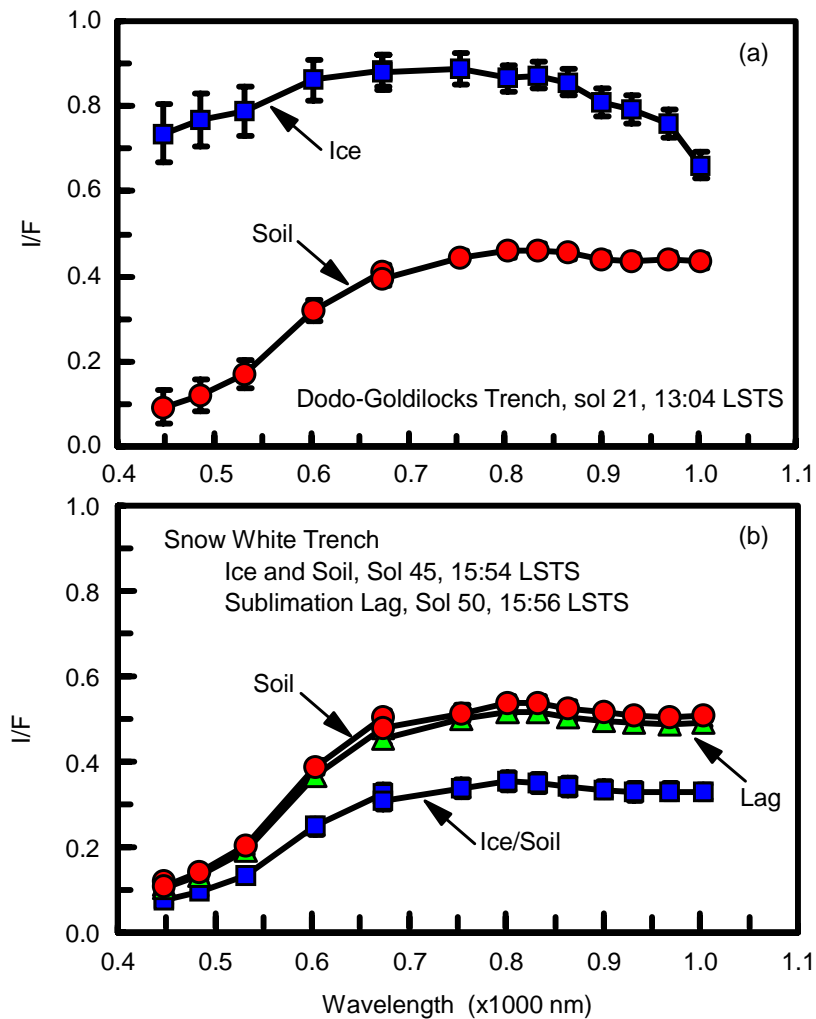 1.0
(a)
0.8
Ice
0.6
I/F
Soil
0.4
0.2
Dodo-Goldilocks Trench, sol 21, 13:04 LSTS
0.0
0.4 0.5 0.6 0.7 0.8 0.9 1.0 1.1
1.0
(b)
Snow White Trench
Ice and Soil, Sol 45, 15:54 LSTS
0.8
Sublimation Lag, Sol 50, 15:56 LSTS
0.6
Soil
I/F
0.4
Lag
Ice/Soil
0.2
0.0
0.4 0.5 0.6 0.7 0.8 0.9 1.0 1.1
Wavelength (x1000 nm)